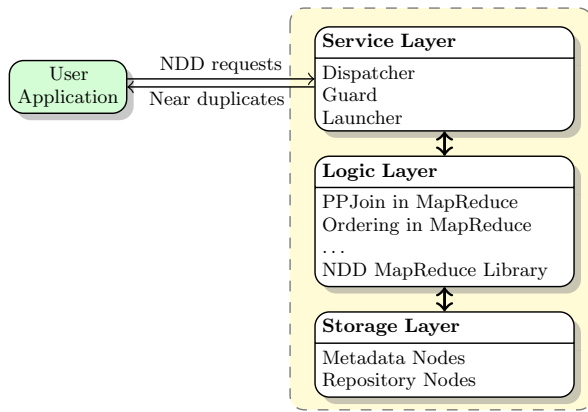 User
Application
NDD requests
Near duplicates
Service Layer
Dispatcher
Guard
Launcher
Logic Layer
PPJoin in MapReduce
Ordering in MapReduce
...
NDD MapReduce Library
Storage Layer
Metadata Nodes
Repository Nodes